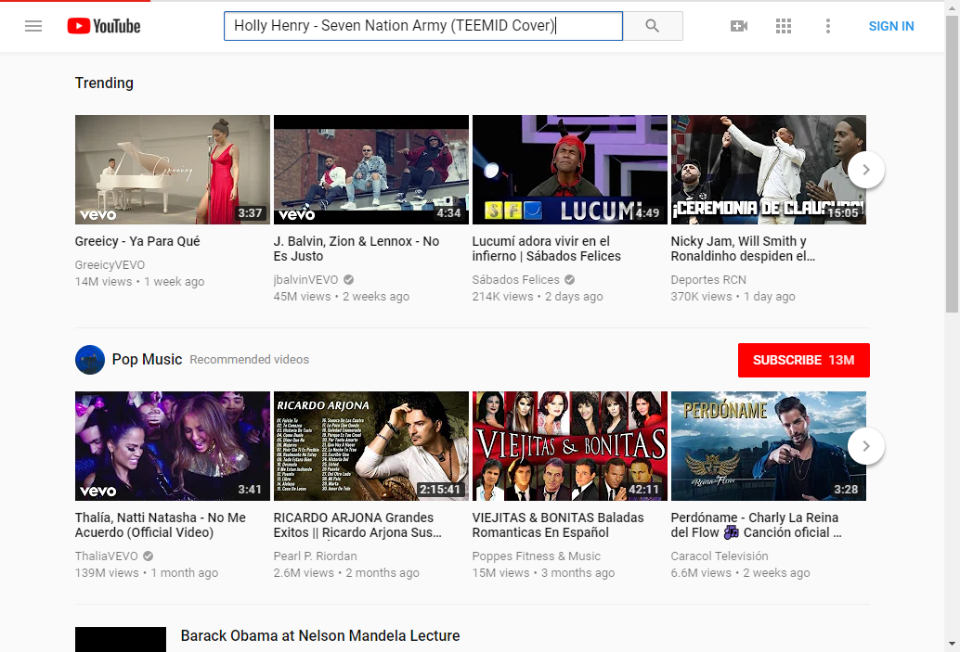 YouTube
Holly Henry - Seven Nation Army (TEEMID Cover)
SIGN IN
Trending
Greeicy
vevo
3:37
vevo
4:34
SFC LUCUMI
4:49
¡CEREMONIA DE CLAUSURA!
15:05
Greeicy - Ya Para Qué
GreeicyVEVO
14M views • 1 week ago
J. Balvin, Zion & Lennox - No
Es Justo
jbalvinVEVO
45M views • 2 weeks ago
Lucumí adora vivir en el
infierno | Sábados Felices
Sábados Felices
214K views • 2 days ago
Nicky Jam, Will Smith y
Ronaldinho despiden el...
Deportes RCN
370K views • 1 day ago
Pop Music Recommended videos
SUBSCRIBE 13M
vevo
3:41
RICARDO ARJONA
2:15:41
VIEJITAS & BONITAS
42:11
PERDÓNAME
3:28
Thalía, Natti Natasha - No Me
Acuerdo (Official Video)
ThaliaVEVO
139M views • 1 month ago
RICARDO ARJONA Grandes
Exitos || Ricardo Arjona Sus...
Pearl P. Riordan
2.6M views • 2 months ago
VIEJITAS & BONITAS Baladas
Romanticas En Español
Poppes Fitness & Music
15M views • 3 months ago
Perdóname - Charly La Reina
del Flow 🎶 Canción oficial ...
Caracol Televisión
6.6M views • 2 weeks ago
Barack Obama at Nelson Mandela Lecture